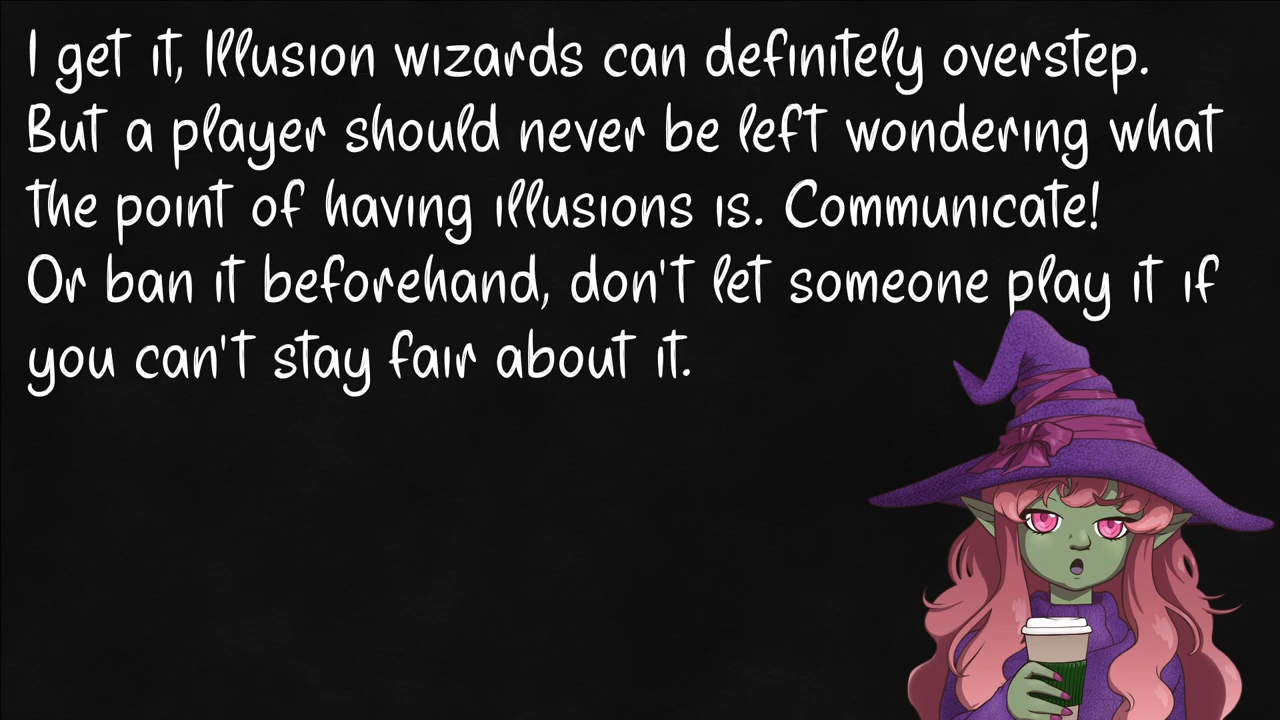 I get it, Illusion wizards can definitely overstep.
But a player should never be left wondering what
the point of having illusions is. Communicate!
Or ban it beforehand, don't let someone play it if
you can't stay fair about it.